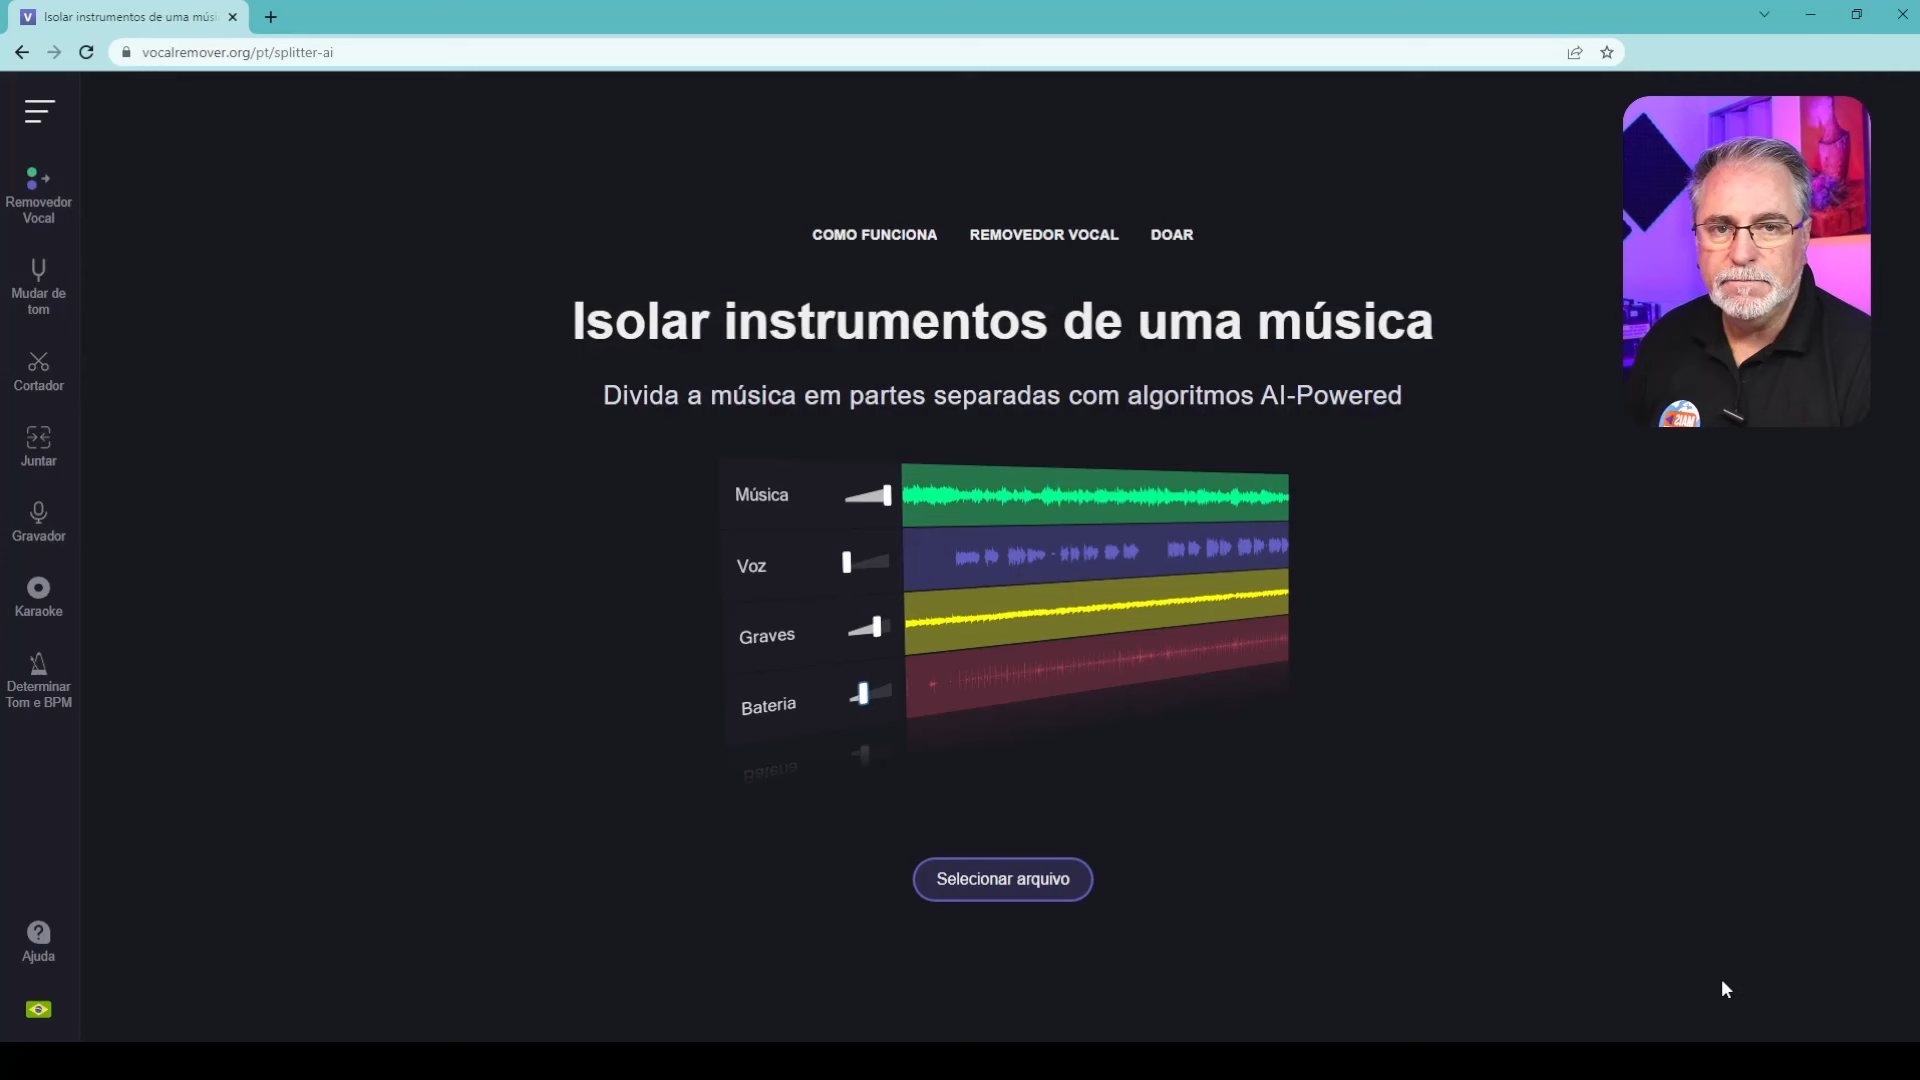 Isolar instrumentos de uma músi
vocalremover.org/pt/splitter-ai
Removedor
Vocal
Mudar de
tom
Cortador
Juntar
Gravador
Karaoke
Determinar
Tom e BPM
Ajuda
COMO FUNCIONA REMOVEDOR VOCAL DOAR
Isolar instrumentos de uma música
Divida a música em partes separadas com algoritmos AI-Powered
Música
Voz
Graves
Bateria
Bateria
Selecionar arquivo